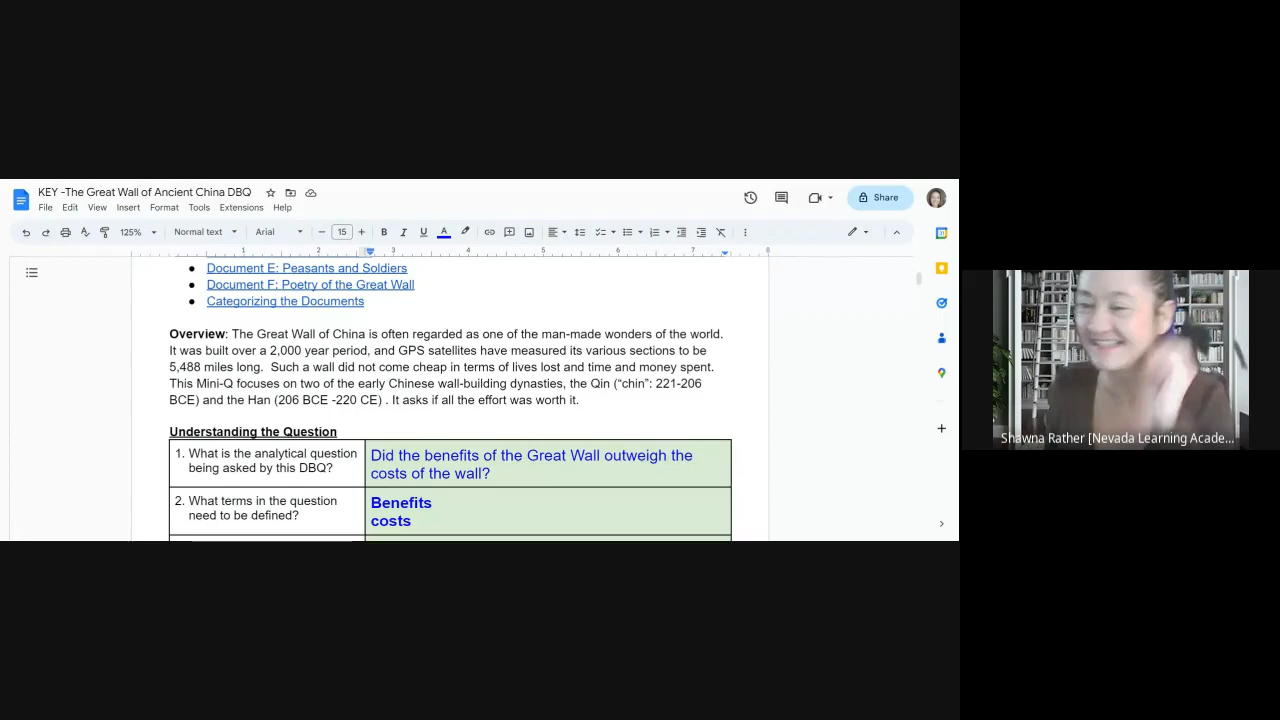 KEY -The Great Wall of Ancient China DBQ
File Edit View Insert Format Tools Extensions Help
Share
125% Normal text Arial 15
1 2 3 4 5 6 7 8
● Document E: Peasants and Soldiers
● Document F: Poetry of the Great Wall
● Categorizing the Documents
Overview: The Great Wall of China is often regarded as one of the man-made wonders of the world.
It was built over a 2,000 year period, and GPS satellites have measured its various sections to be
5,488 miles long. Such a wall did not come cheap in terms of lives lost and time and money spent.
This Mini-Q focuses on two of the early Chinese wall-building dynasties, the Qin (“chin”: 221-206
BCE) and the Han (206 BCE -220 CE) . It asks if all the effort was worth it.
Understanding the Question
1. What is the analytical question
being asked by this DBQ?
Did the benefits of the Great Wall outweigh the
costs of the wall?
2. What terms in the question
need to be defined?
Benefits
costs
Shawna Rather [Nevada Learning Acade...